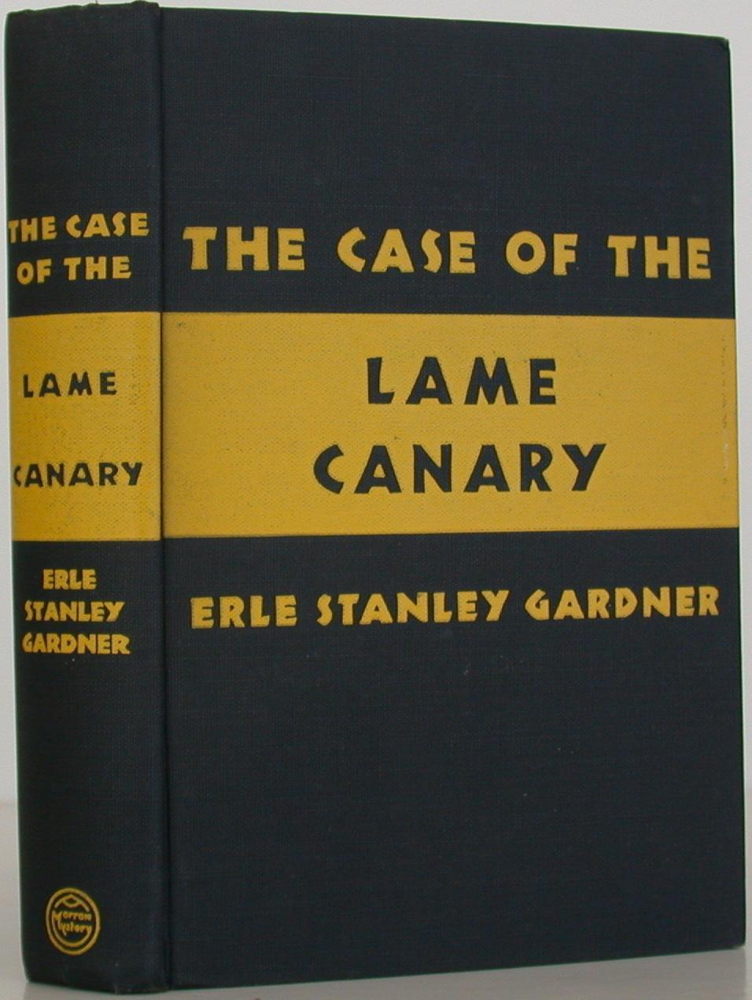 THE CASE
OF THE
LAME
CANARY
ERLE
STANLEY
GARDNER
Morrow
Mystery
THE CASE OF THE
LAME
CANARY
ERLE STANLEY GARDNER